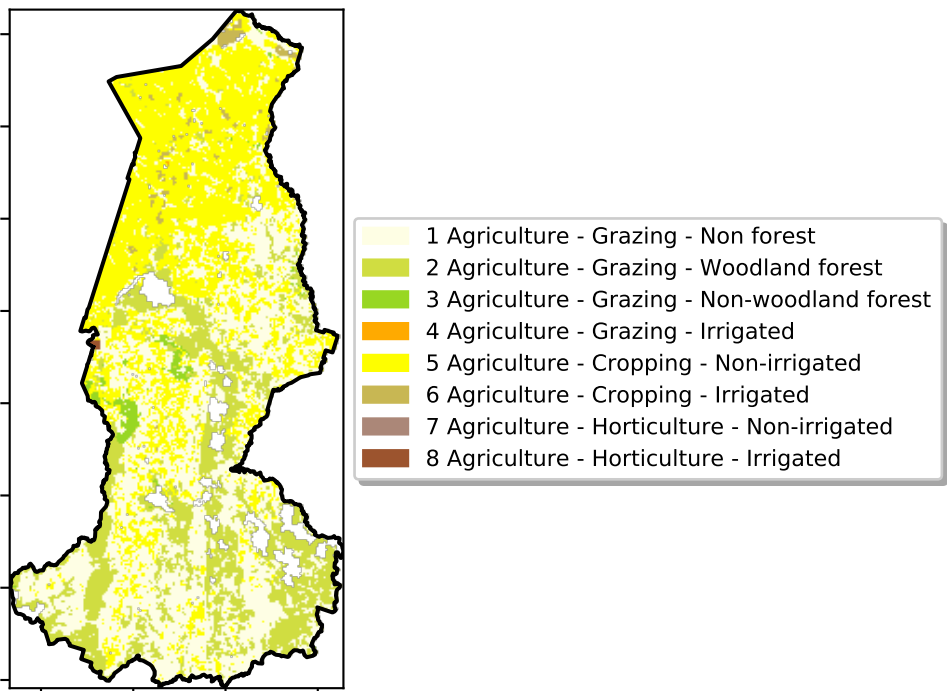 1 Agriculture - Grazing - Non forest
2 Agriculture - Grazing - Woodland forest
3 Agriculture - Grazing - Non-woodland forest
4 Agriculture - Grazing - Irrigated
5 Agriculture - Cropping - Non-irrigated
6 Agriculture - Cropping - Irrigated
7 Agriculture - Horticulture - Non-irrigated
8 Agriculture - Horticulture - Irrigated